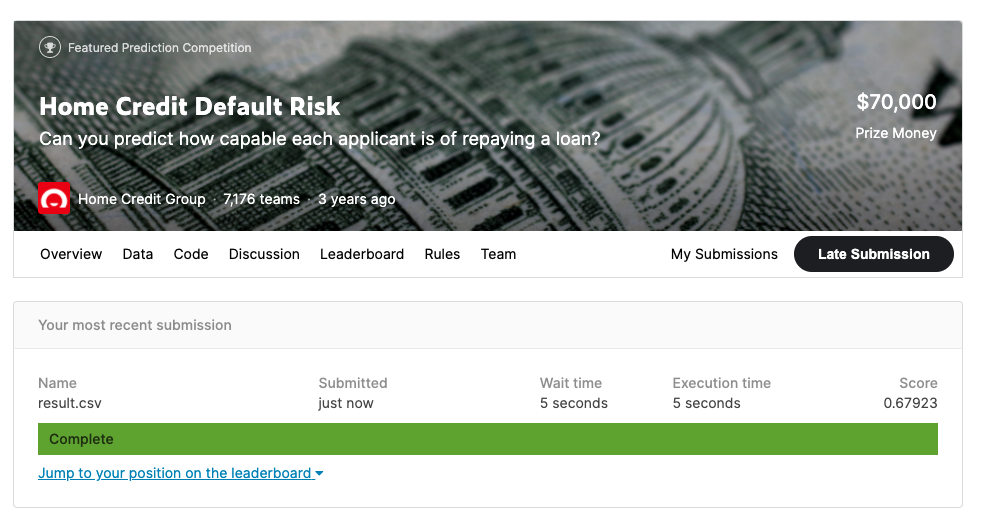 Featured Prediction Competition
Home Credit Default Risk
Can you predict how capable each applicant is of repaying a loan?
$70,000
Prize Money
Home Credit Group · 7,176 teams · 3 years ago
Overview Data Code Discussion Leaderboard Rules Team My Submissions Late Submission
Your most recent submission
Name Submitted Wait time Execution time Score
result.csv just now 5 seconds 5 seconds 0.67923
Complete
Jump to your position on the leaderboard